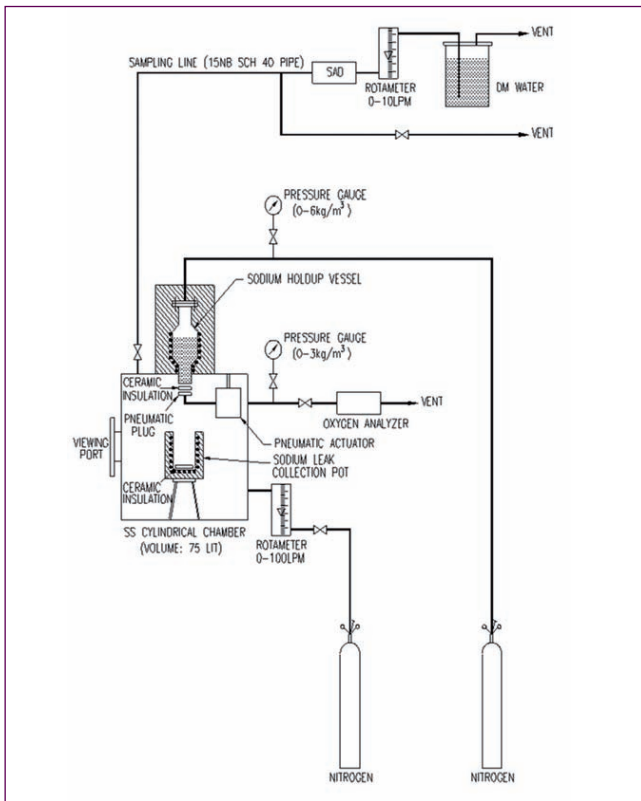 VENT
SAMPLING LINE (15NB SCH 40 PIPE)
SAD
ROTAMETER
0-10LPM
DM WATER
VENT
PRESSURE GAUGE
(0-6kg/m³)
SODIUM HOLDUP VESSEL
PRESSURE GAUGE
(0-3kg/m³)
CERAMIC
INSULATION
PNEUMATIC
PLUG
VENT
OXYGEN ANALYZER
PNEUMATIC ACTUATOR
VIEWING
PORT
SODIUM LEAK
COLLECTION POT
CERAMIC
INSULATION
SS CYLINDRICAL CHAMBER
(VOLUME: 75 LIT)
ROTAMETER
0-100LPM
NITROGEN
NITROGEN